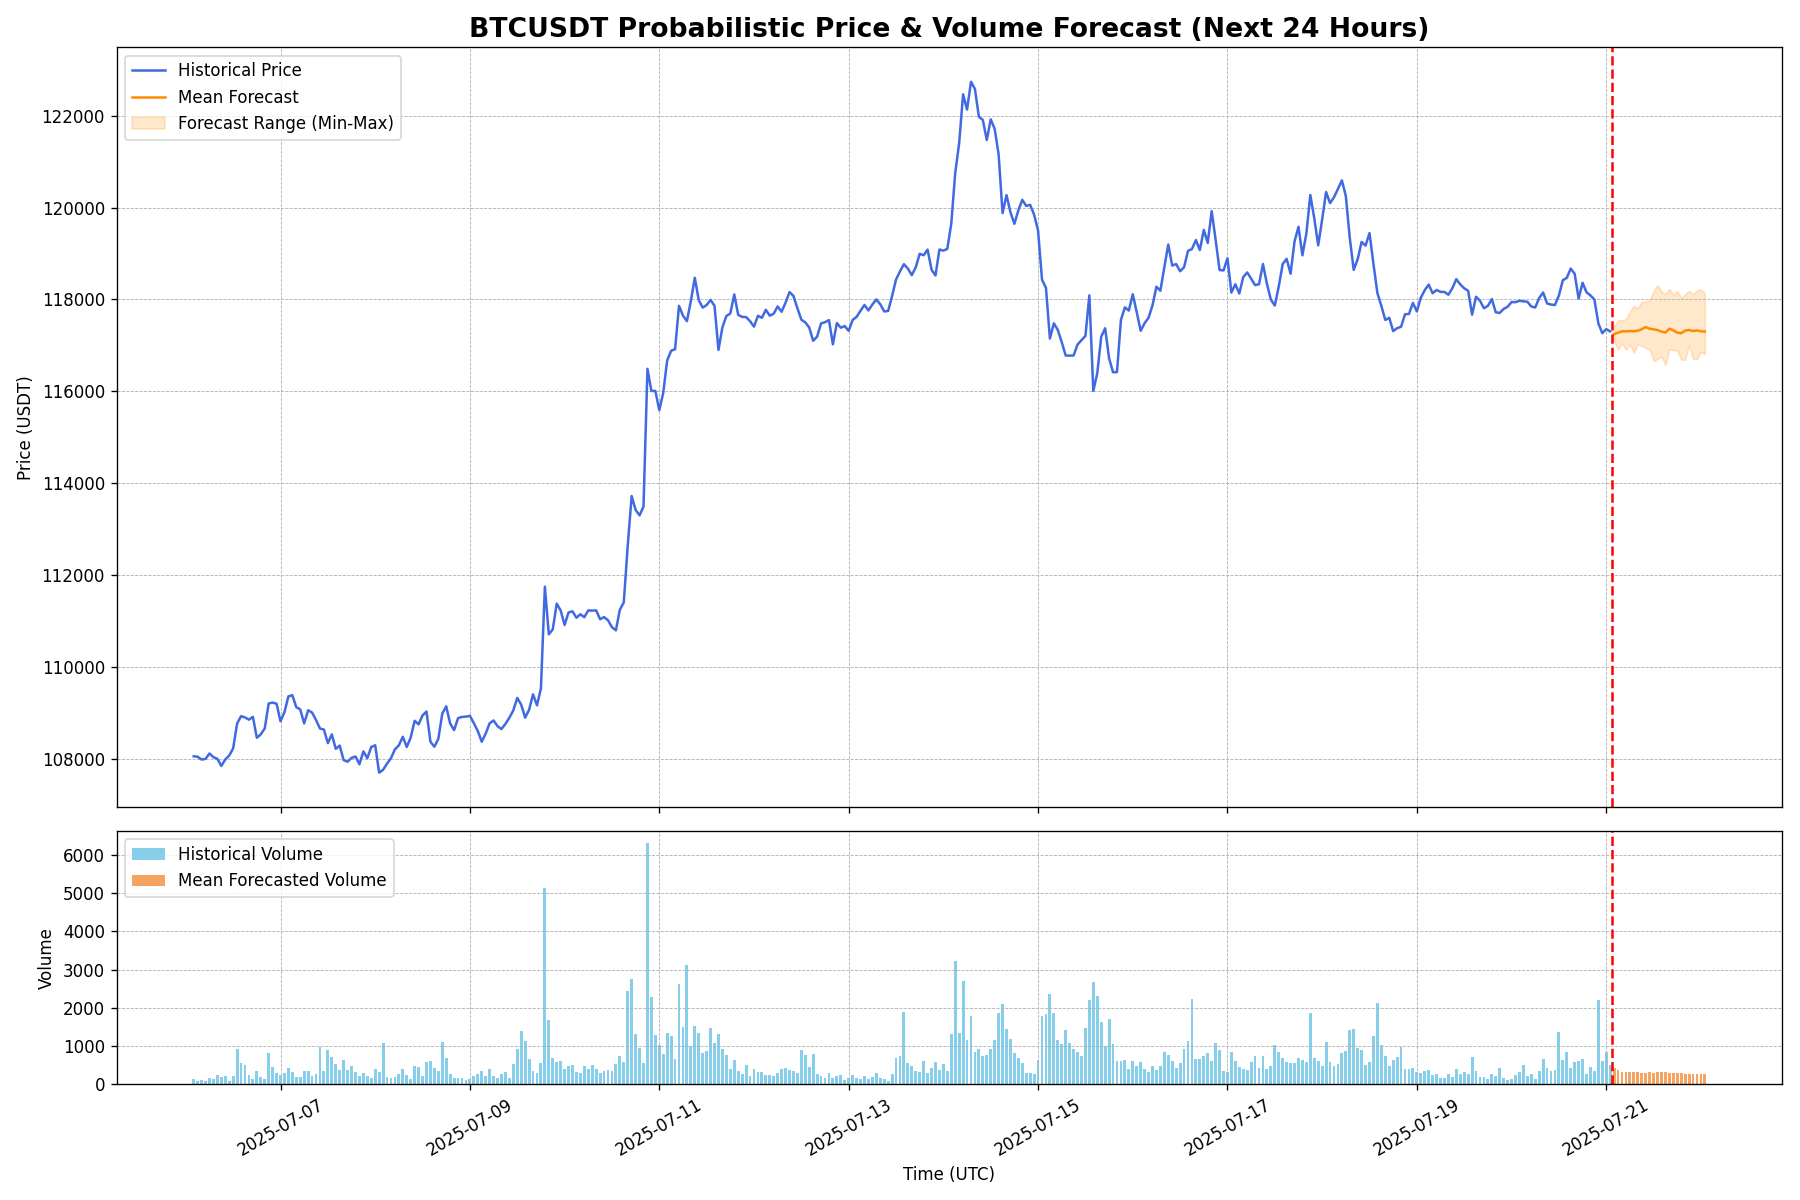 BTCUSDT Probabilistic Price & Volume Forecast (Next 24 Hours)
Historical Price
Mean Forecast
Forecast Range (Min-Max)
122000
120000
118000
116000
114000
112000
110000
108000
Price (USDT)
Historical Volume
Mean Forecasted Volume
6000
5000
4000
3000
2000
1000
0
Volume
2025-07-07
2025-07-09
2025-07-11
2025-07-13
2025-07-15
2025-07-17
2025-07-19
2025-07-21
Time (UTC)